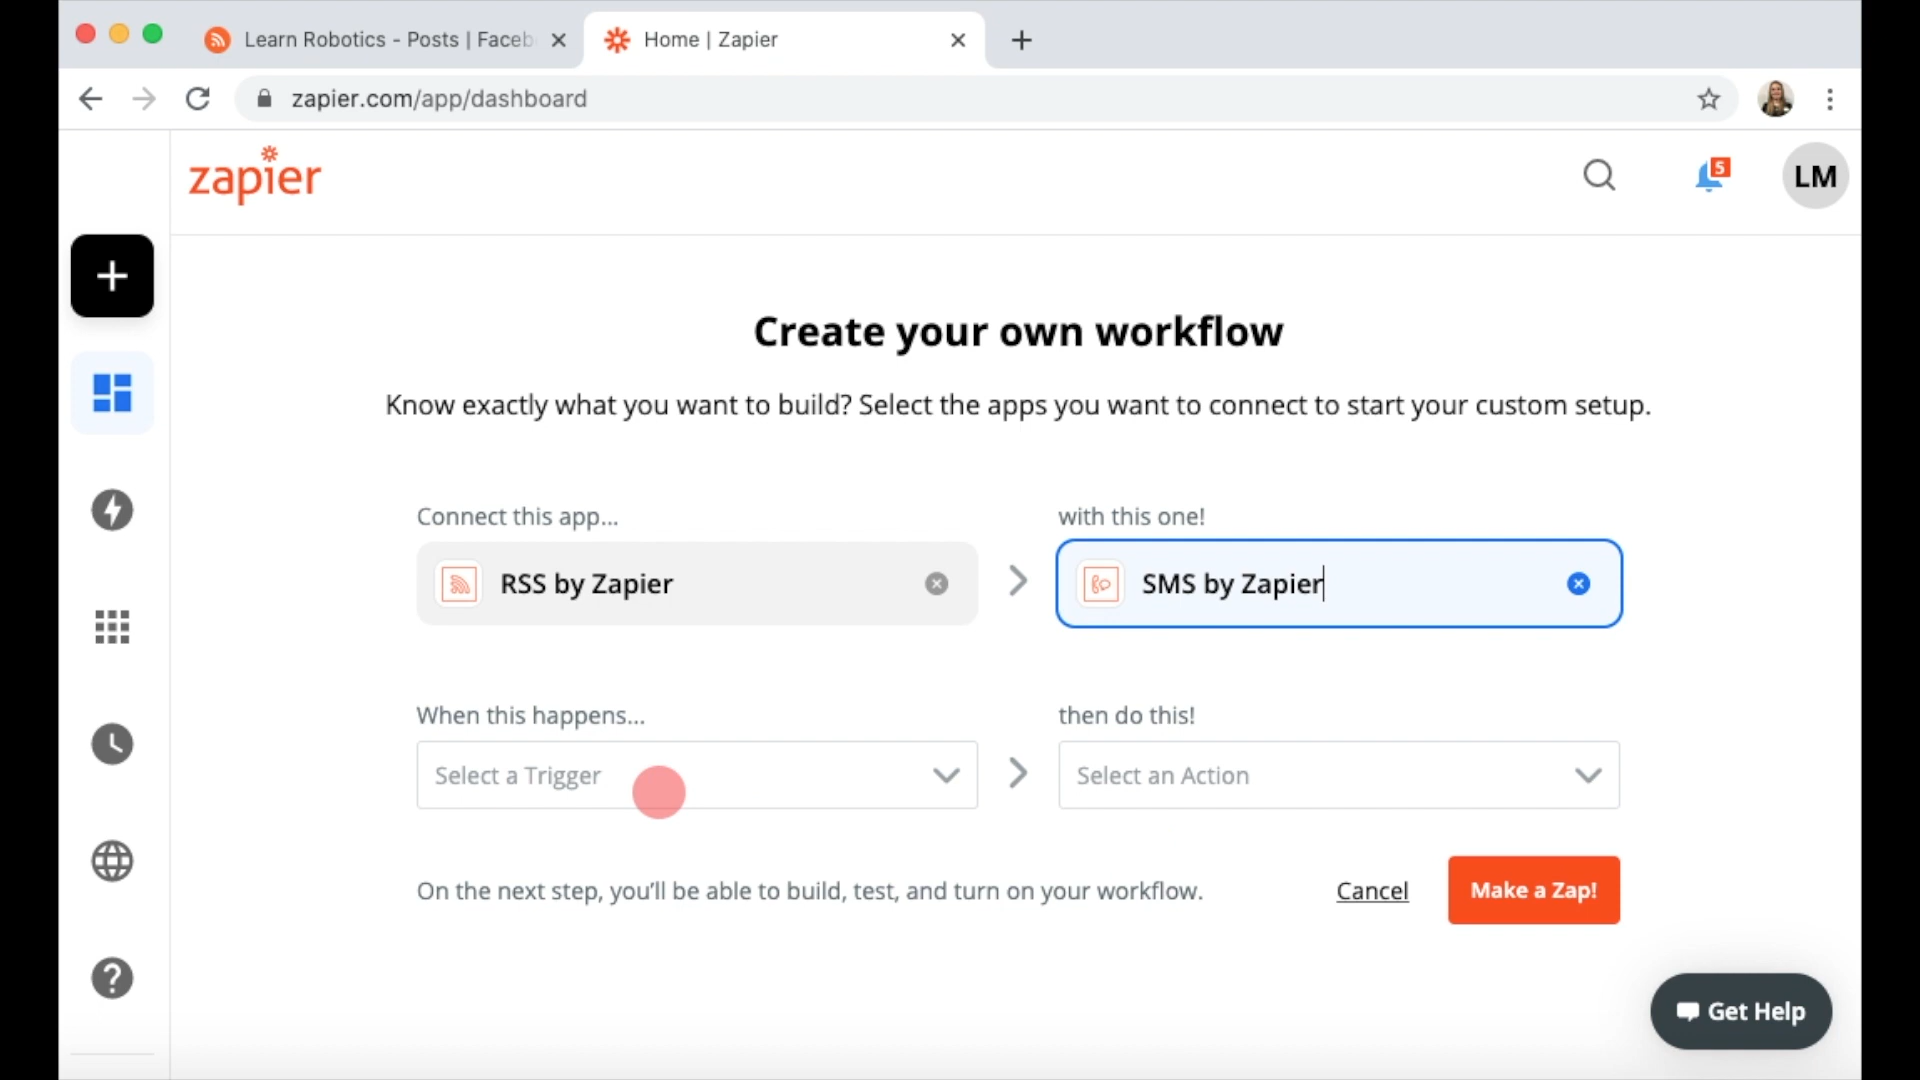 Learn Robotics - Posts | Faceb
Home | Zapier
zapier.com/app/dashboard
zapier
5
LM
Create your own workflow
Know exactly what you want to build? Select the apps you want to connect to start your custom setup.
Connect this app...
with this one!
RSS by Zapier
SMS by Zapier
When this happens...
then do this!
Select a Trigger
Select an Action
On the next step, you'll be able to build, test, and turn on your workflow.
Cancel
Make a Zap!
Get Help